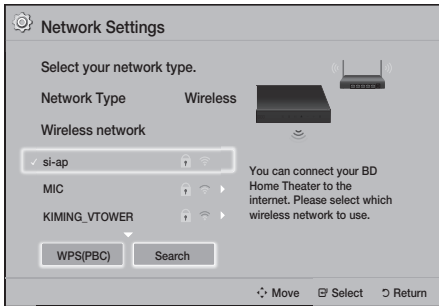 Network Settings
Select your network type.
Network Type Wireless
Wireless network
si-ap
MIC
KIMING_VTOWER
WPS(PBC) Search
You can connect your BD
Home Theater to the
internet. Please select which
wireless network to use.
Move Select Return